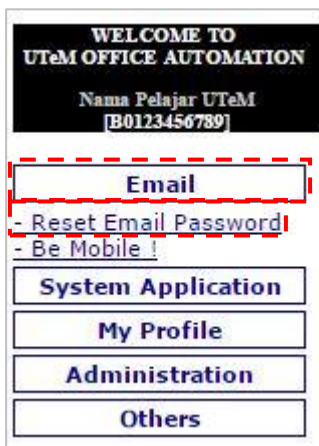 WELCOME TO
UTeM OFFICE AUTOMATION
Nama Pelajar UTeM
[B0123456789]
Email
- Reset Email Password
- Be Mobile !
System Application
My Profile
Administration
Others